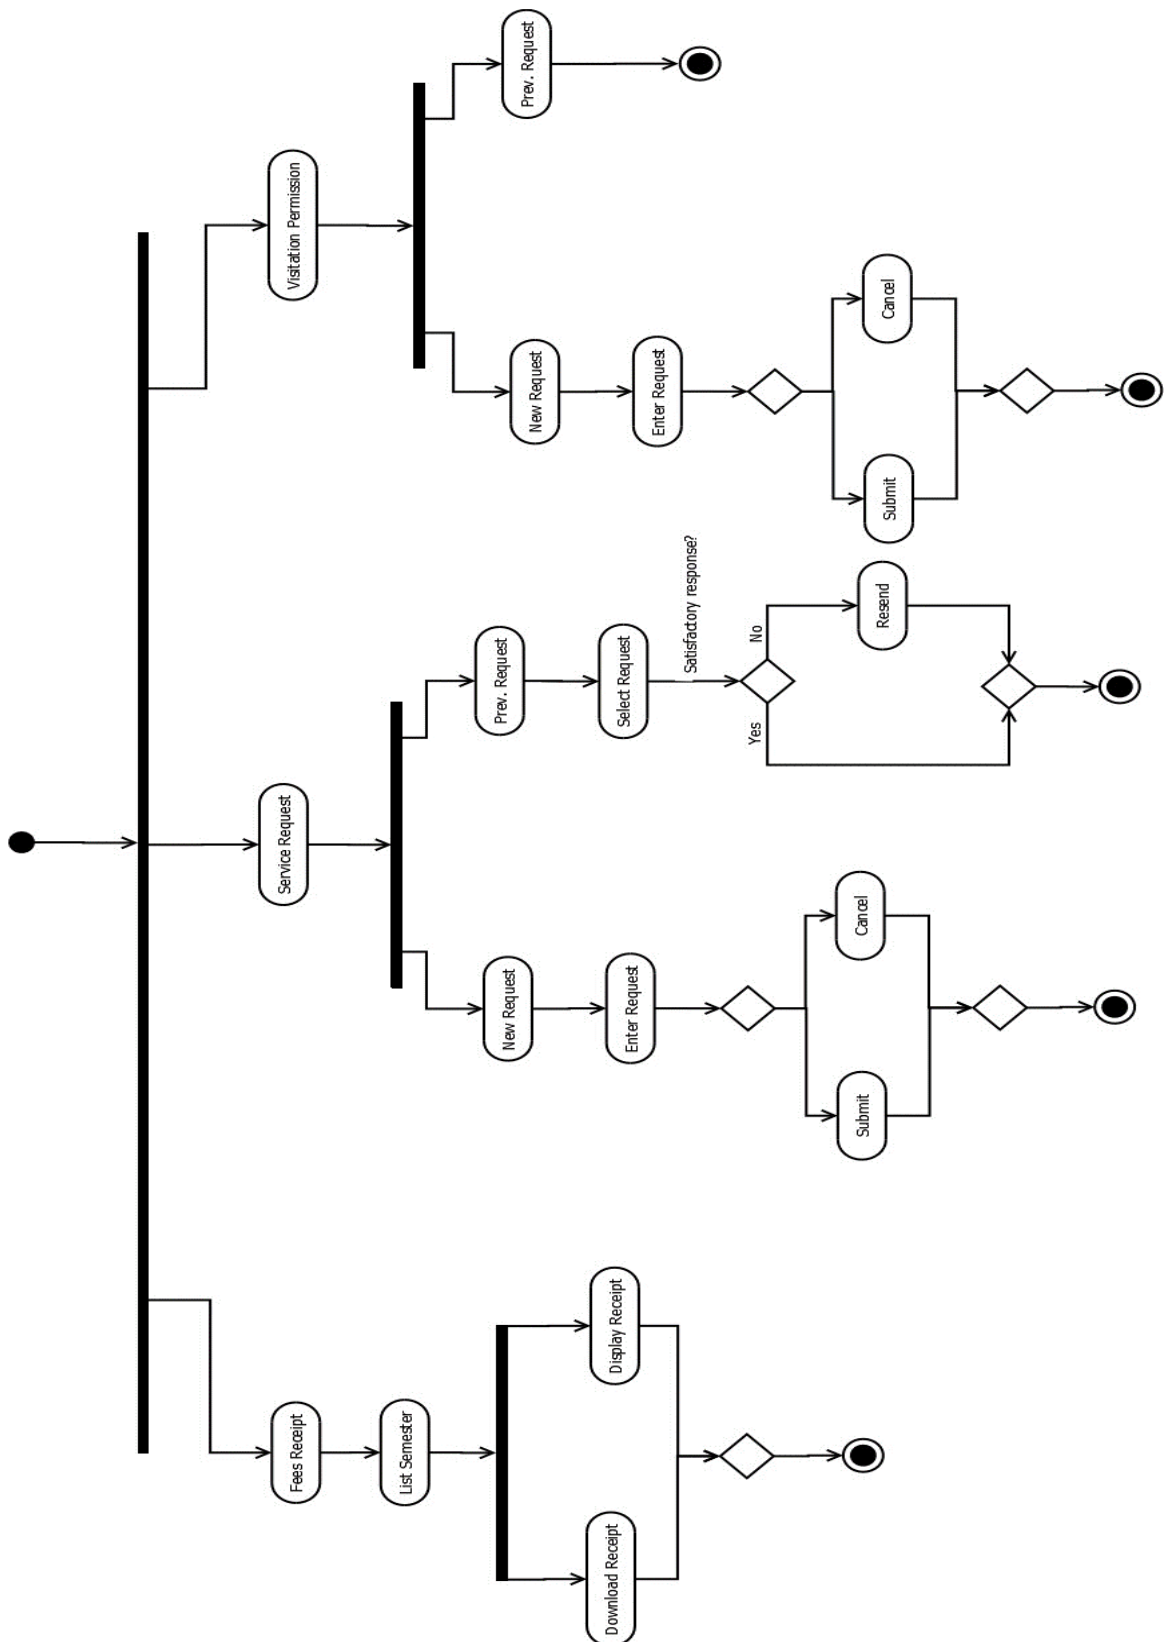 Fees Receipt
List Semester
Download Receipt
Display Receipt
Service Request
New Request
Enter Request
Submit
Cancel
Prev. Request
Select Request
Satisfactory response?
Yes
No
Resend
Visitation Permission
New Request
Enter Request
Submit
Cancel
Prev. Request